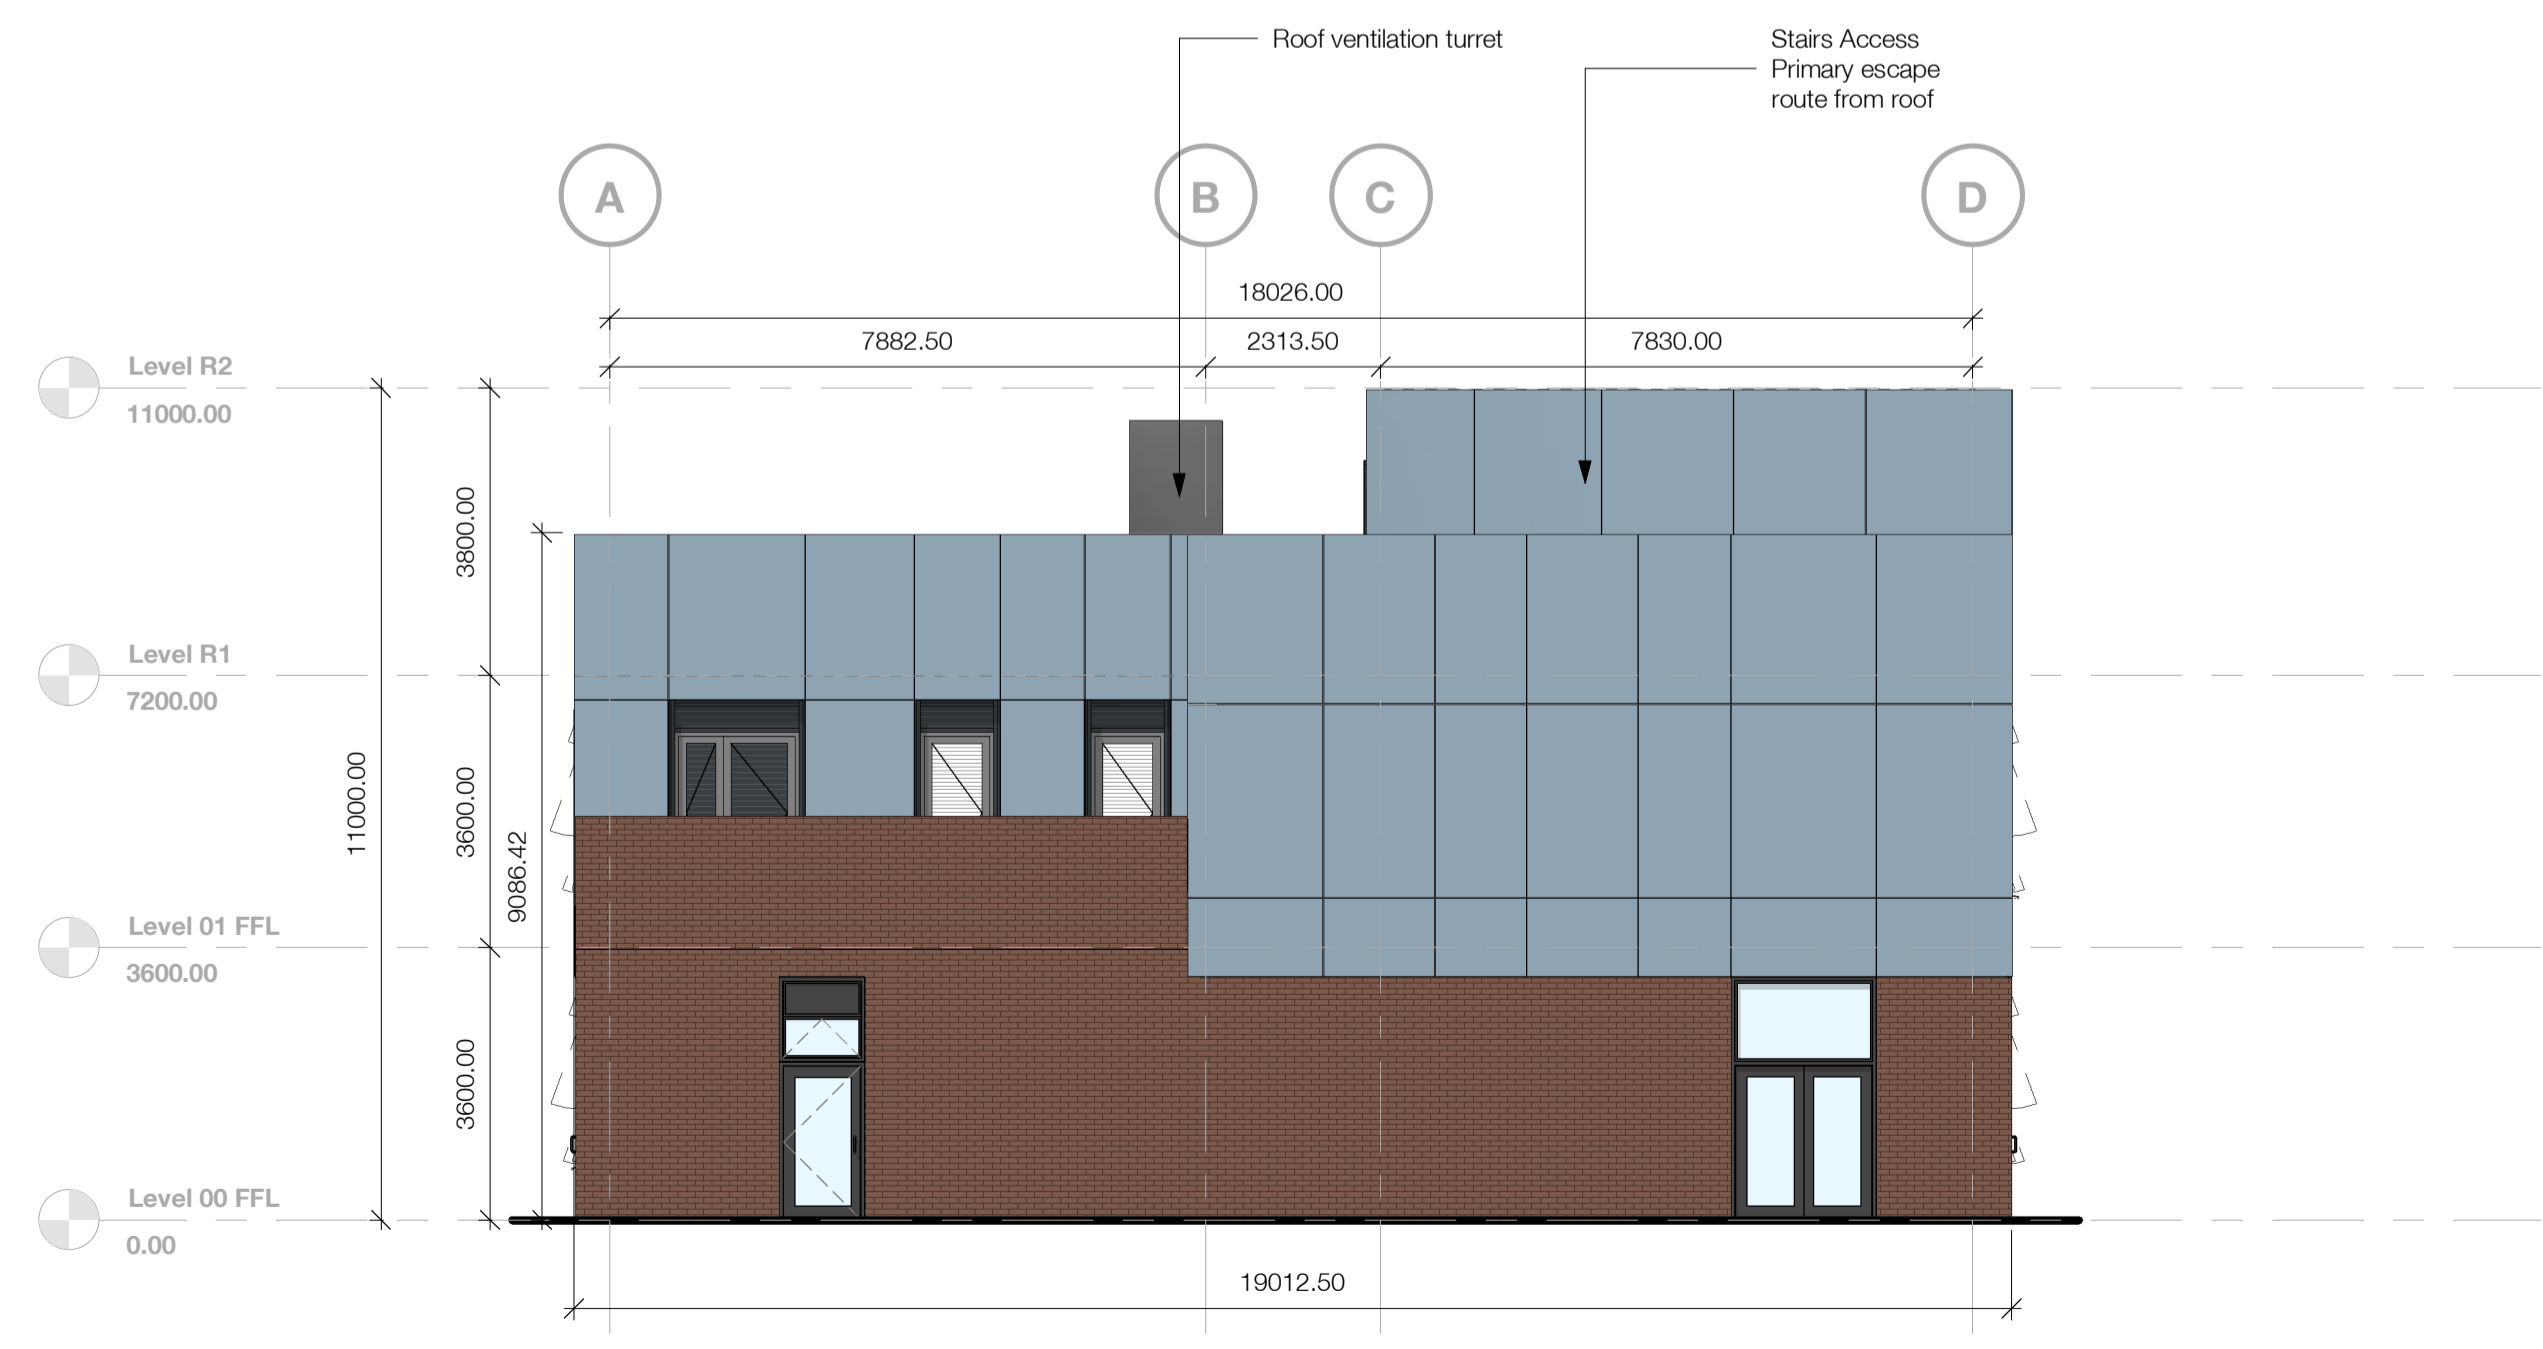 Roof ventilation turret
Stairs Access
Primary escape
route from roof
A
B
C
D
18026.00
7882.50
2313.50
7830.00
Level R2
11000.00
3800.00
Level R1
7200.00
11000.00
3600.00
9086.42
Level 01 FFL
3600.00
3600.00
Level 00 FFL
0.00
19012.50